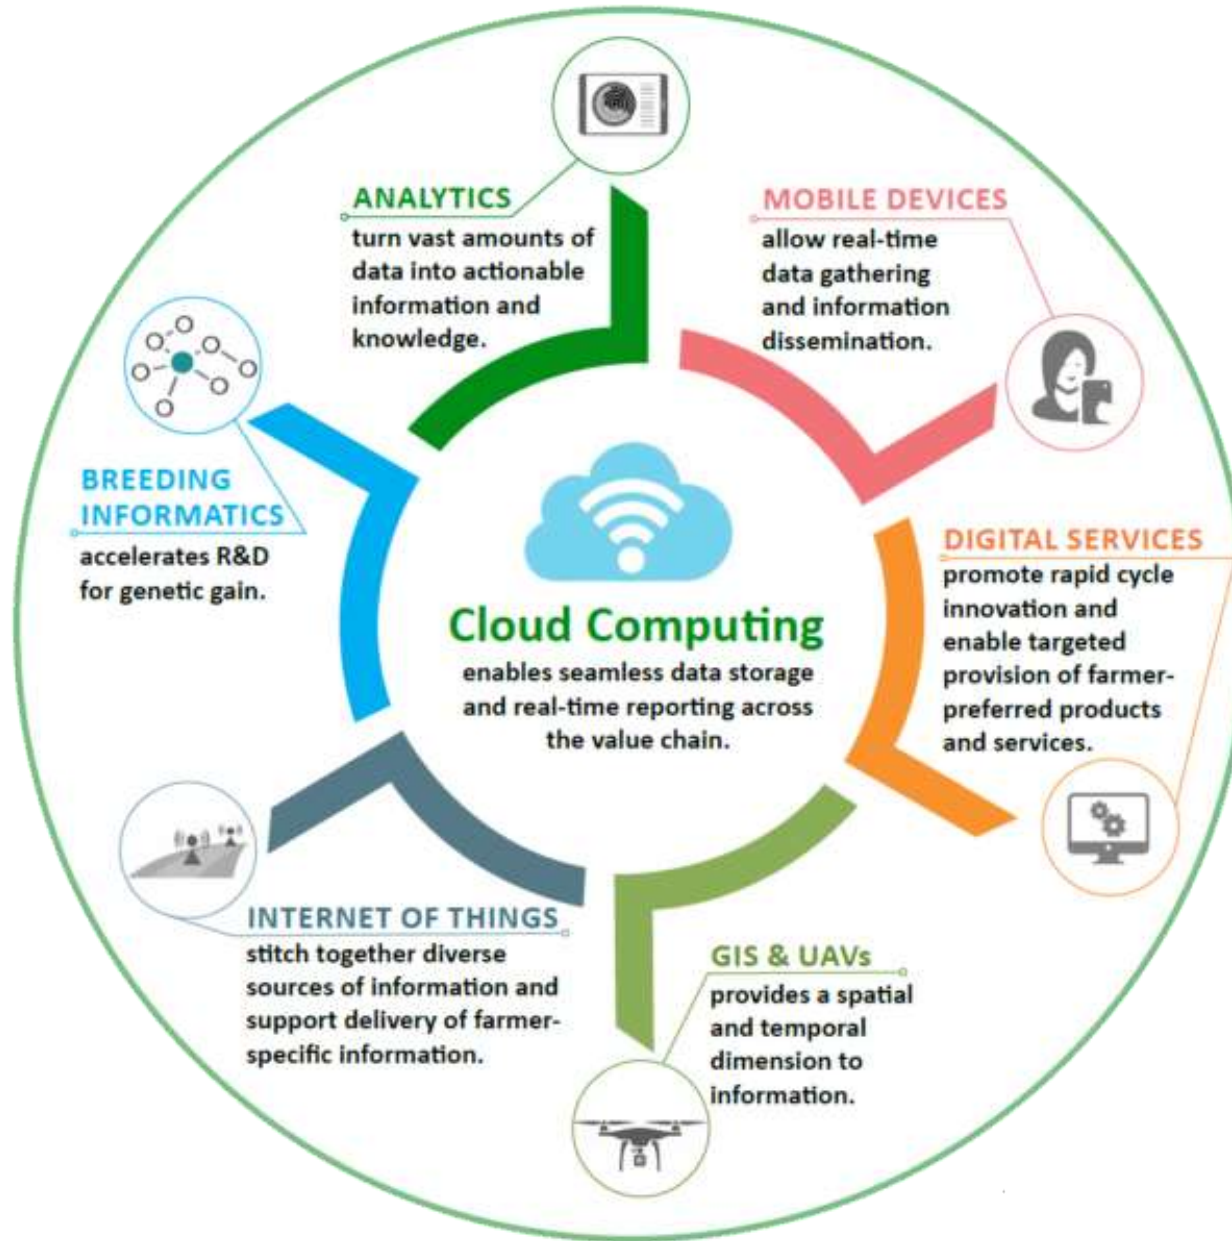 ANALYTICS
turn vast amounts of
data into actionable
information and
knowledge.
MOBILE DEVICES
allow real-time
data gathering
and information
dissemination.
BREEDING
INFORMATICS
accelerates R&D
for genetic gain.
Cloud Computing
enables seamless data storage
and real-time reporting across
the value chain.
DIGITAL SERVICES
promote rapid cycle
innovation and
enable targeted
provision of farmer-
preferred products
and services.
INTERNET OF THINGS
stitch together diverse
sources of information and
support delivery of farmer-
specific information.
GIS & UAVs
provides a spatial
and temporal
dimension to
information.